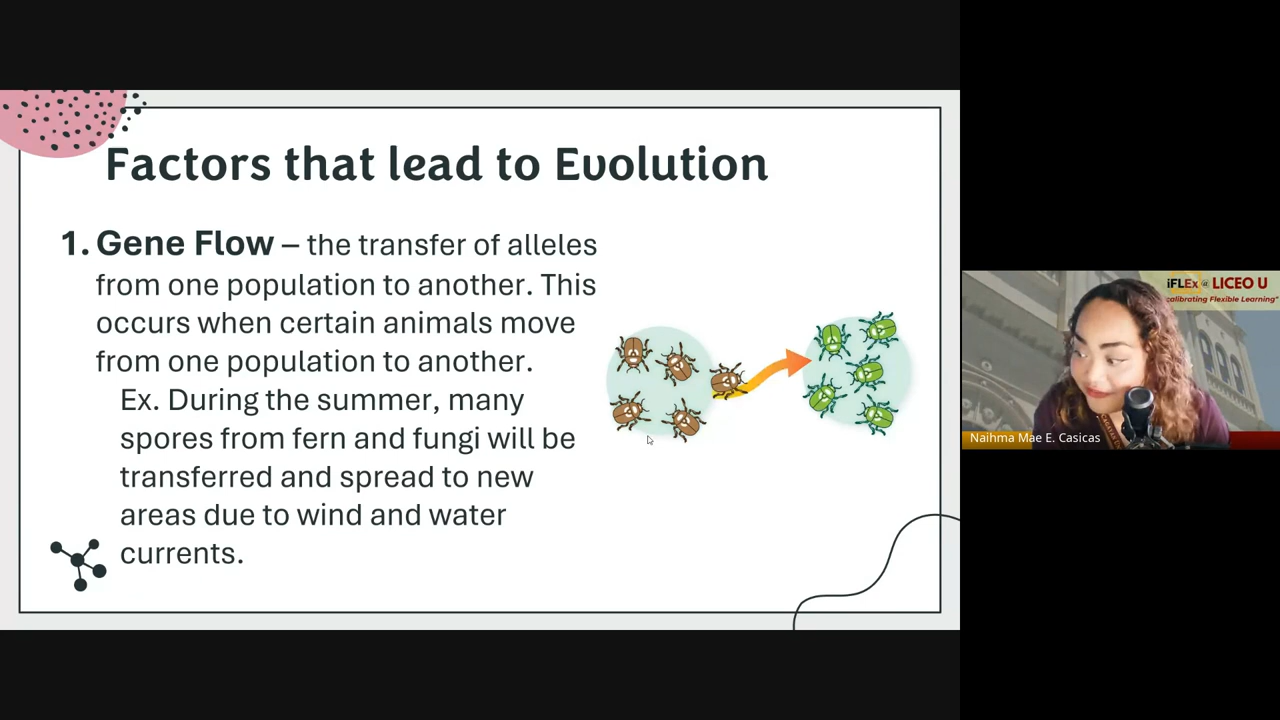 Factors that lead to Evolution
1. Gene Flow – the transfer of alleles
from one population to another. This
occurs when certain animals move
from one population to another.
Ex. During the summer, many
spores from fern and fungi will be
transferred and spread to new
areas due to wind and water
currents.
iFLEx @ LICEO U
calibrating Flexible Learning"
Naihma Mae E. Casicas